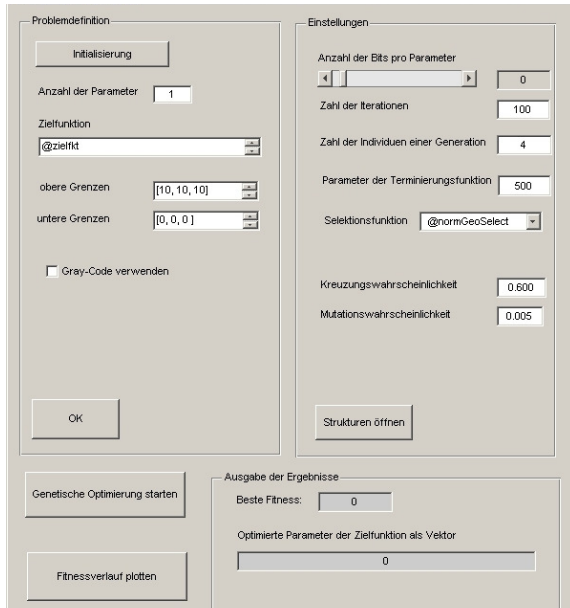 Problemdefinition
Initialisierung
Anzahl der Parameter 1
Zielfunktion
@zielfkt
obere Grenzen [10, 10, 10]
untere Grenzen [0, 0, 0 ]
Gray-Code verwenden
OK
Einstellungen
Anzahl der Bits pro Parameter
0
Zahl der Iterationen 100
Zahl der Individuen einer Generation 4
Parameter der Terminierungsfunktion 500
Selektionsfunktion @normGeoSelect
Kreuzungswahrscheinlichkeit 0.600
Mutationswahrscheinlichkeit 0.005
Strukturen öffnen
Genetische Optimierung starten
Fitnessverlauf plotten
Ausgabe der Ergebnisse
Beste Fitness: 0
Optimierte Parameter der Zielfunktion als Vektor
0